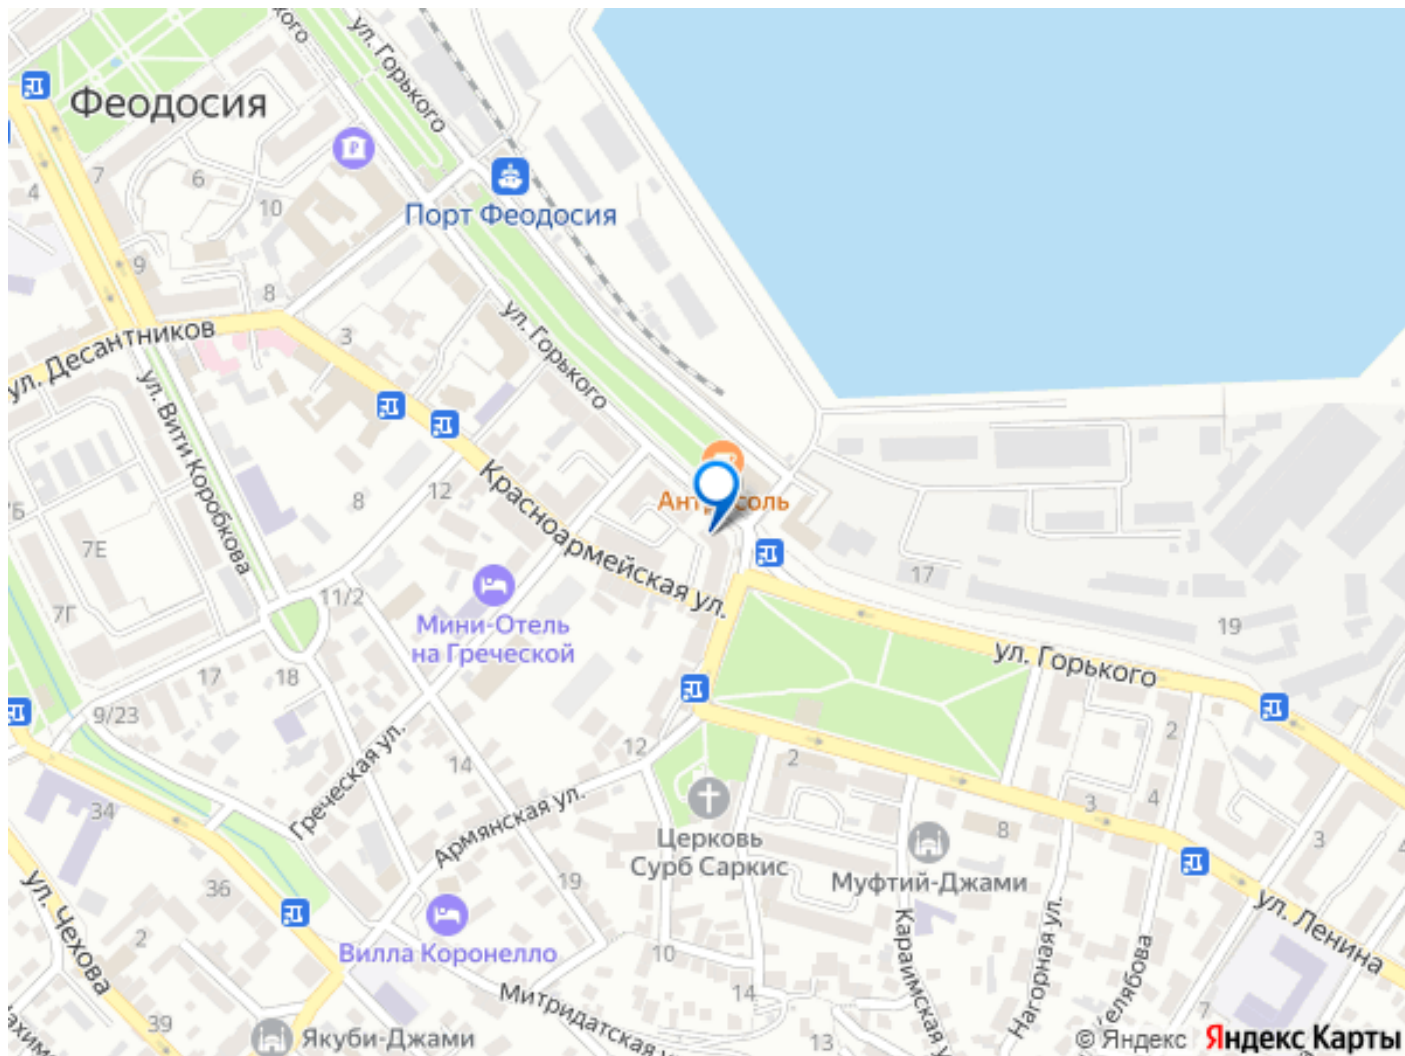 ул. Горького
Феодосия
7
4
6
10
Порт Феодосия
9
8
3
ул. Десантников
ул. Горького
ул. Вити Коробкова
12
8
Красноармейская ул.
7Е
7Г
11/2
17
Мини-Отель
на Греческой
17
19
ул. Горького
18
9/23
12
2
2
14
Греческая ул.
34
3
4
8
3
Армянская ул.
Церковь
Сурб Саркис
Муфтий-Джами
36
19
ул. Чехова
2
Вилла Коронелло
10
Караимская
Нагорная ул.
ул. Ленина
14
Митридатская
7
39
Якуби-Джами
13
© Яндекс Яндекс Карты